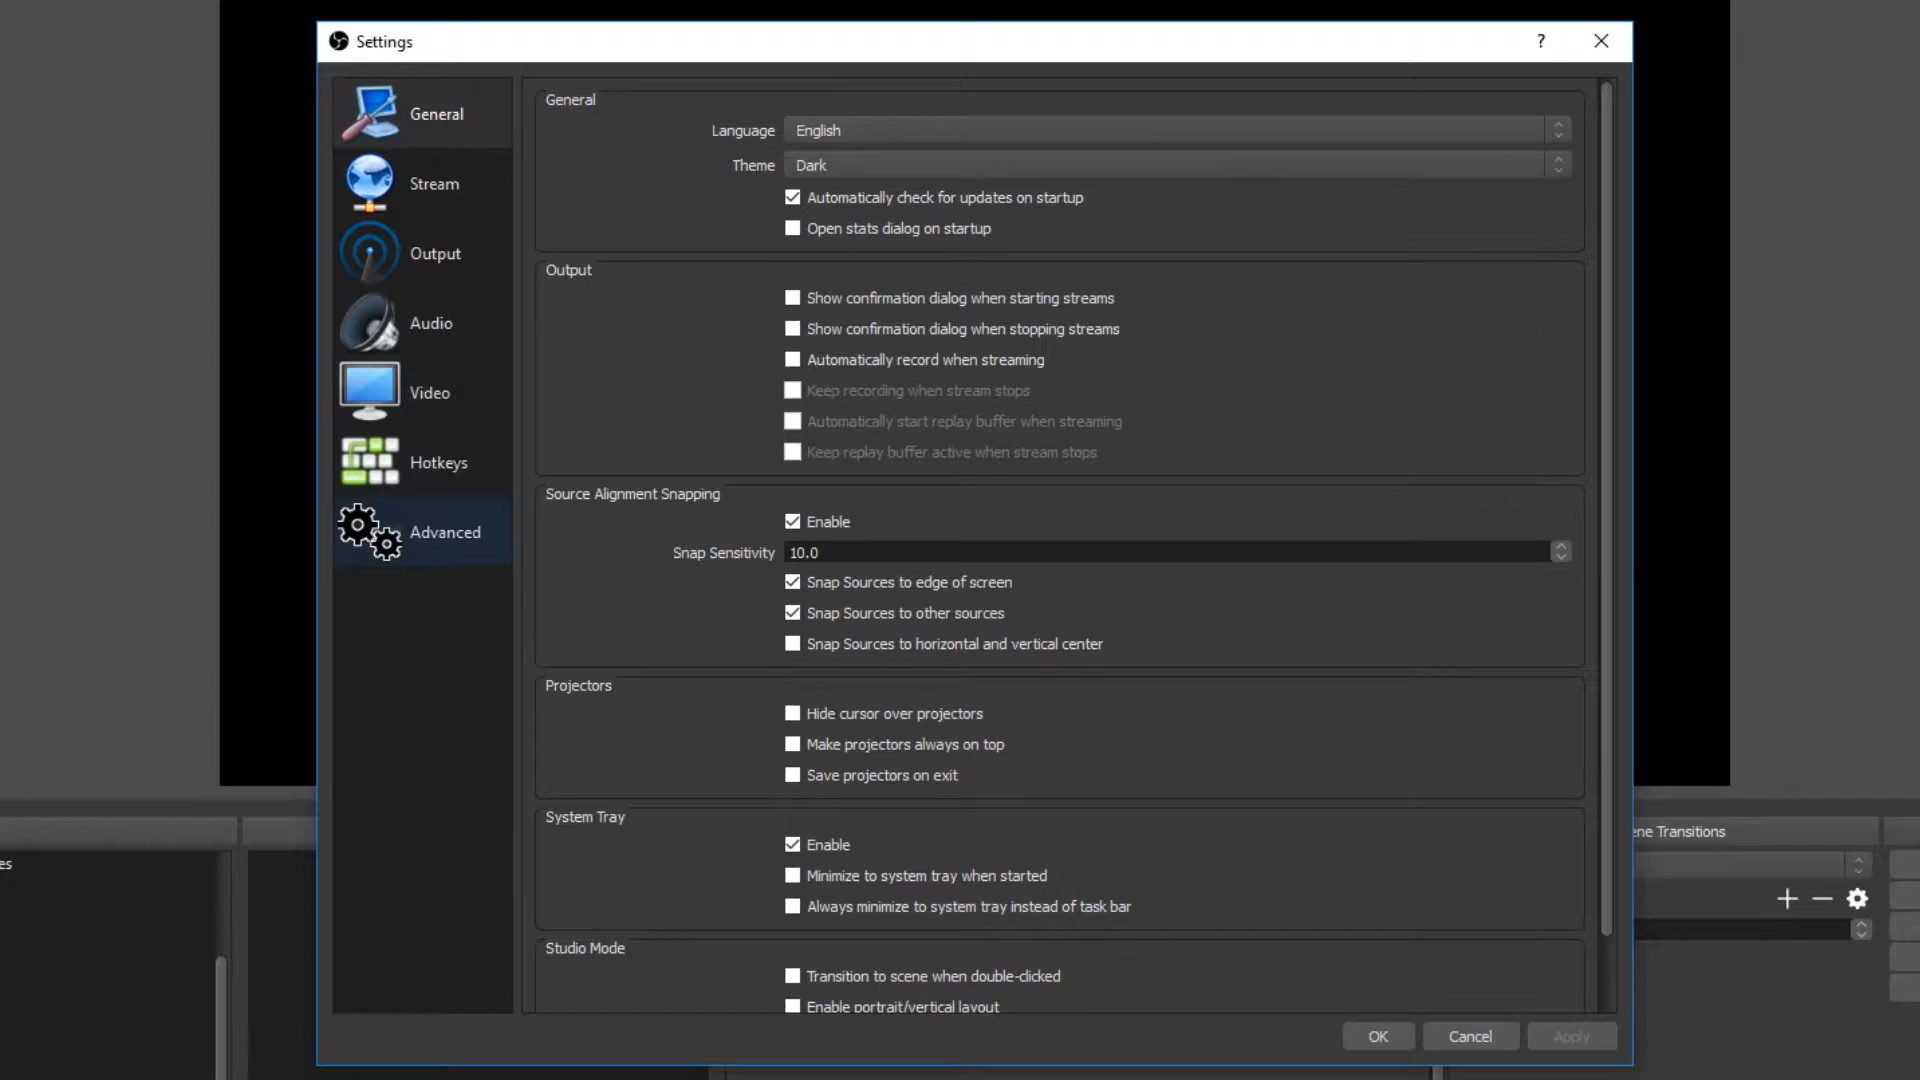 Settings
?
General
Stream
Output
Audio
Video
Hotkeys
Advanced
General
Language English
Theme Dark
Automatically check for updates on startup
Open stats dialog on startup
Output
Show confirmation dialog when starting streams
Show confirmation dialog when stopping streams
Automatically record when streaming
Keep recording when stream stops
Automatically start replay buffer when streaming
Keep replay buffer active when stream stops
Source Alignment Snapping
Enable
Snap Sensitivity 10.0
Snap Sources to edge of screen
Snap Sources to other sources
Snap Sources to horizontal and vertical center
Projectors
Hide cursor over projectors
Make projectors always on top
Save projectors on exit
System Tray
Enable
Minimize to system tray when started
Always minimize to system tray instead of task bar
Studio Mode
Transition to scene when double-clicked
Enable portrait/vertical layout
OK Cancel Apply
es
ene Transitions